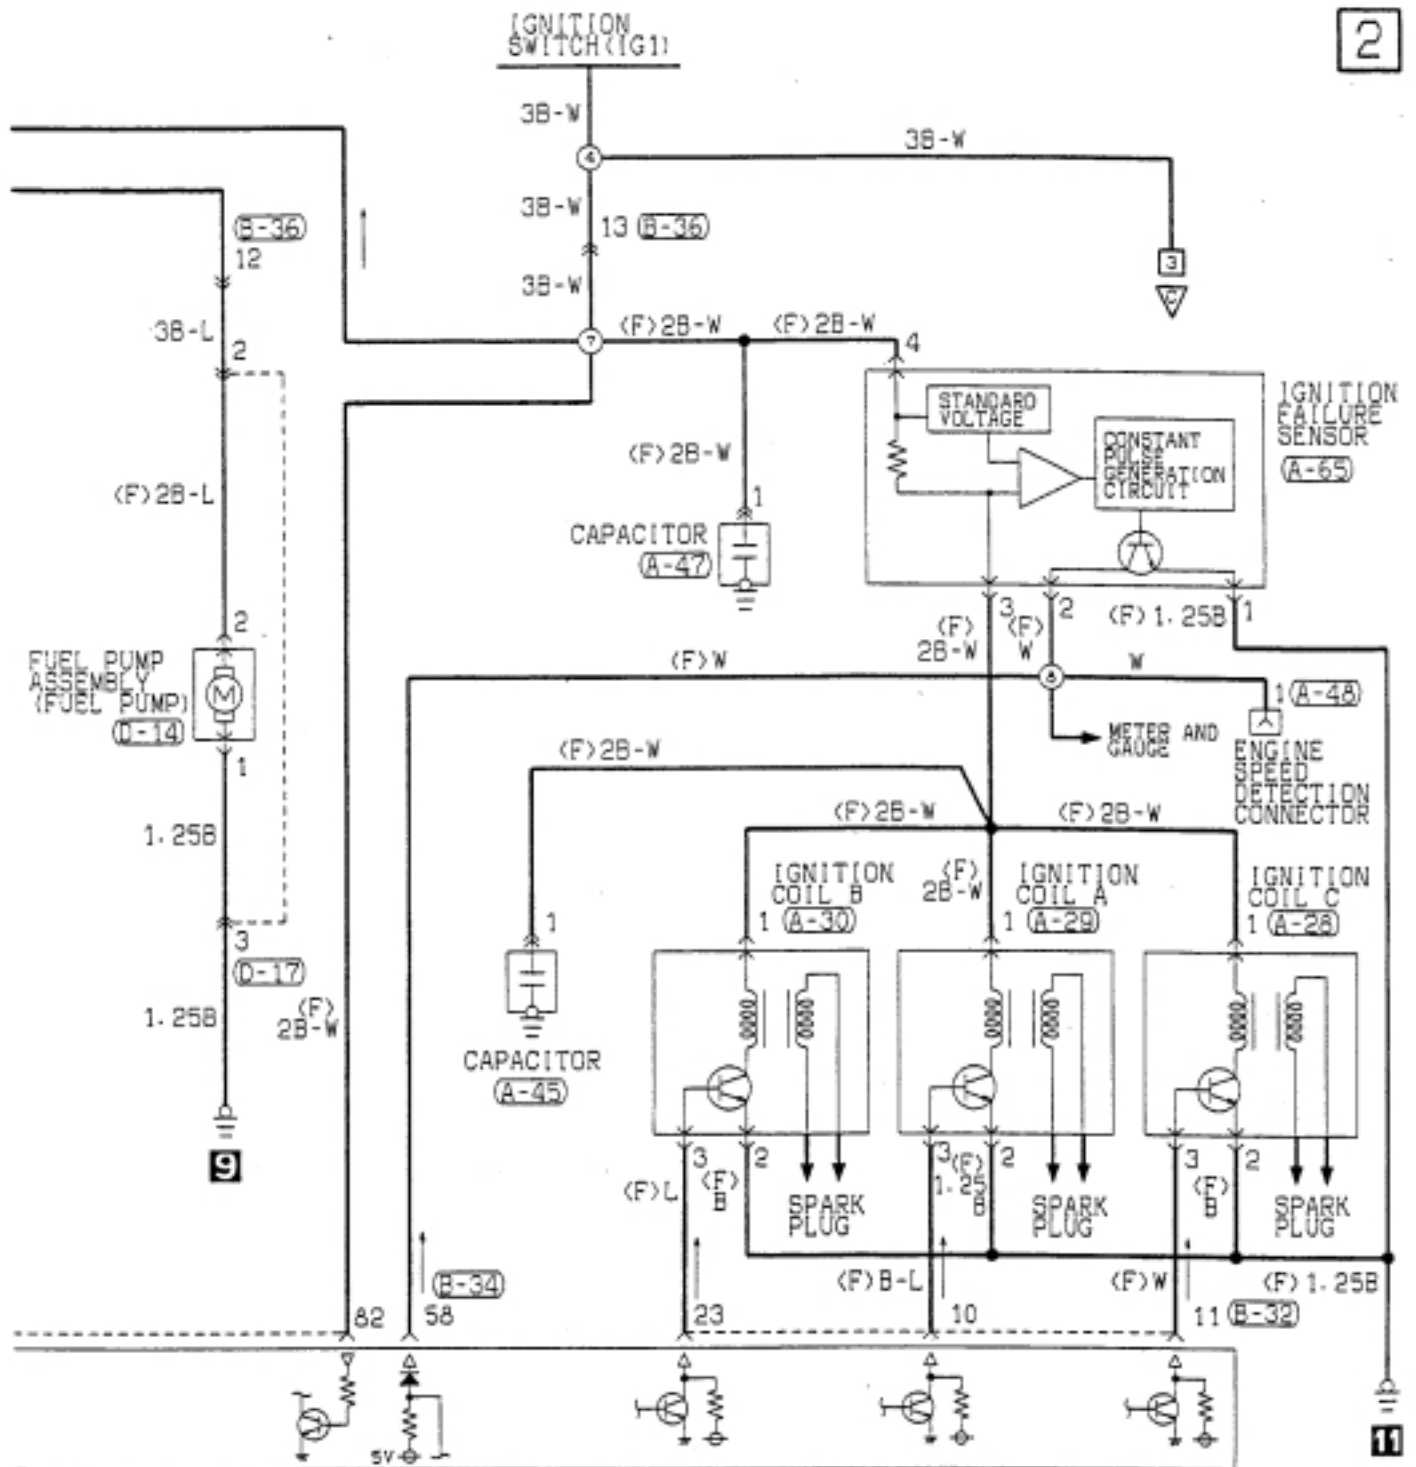 IGNITION
SWITCH(IG1)
2
3B-W
4
3B-W
3B-W
13 (B-36)
(B-36)
12
3B-W
3
C
3B-L
2
7
(F)2B-W
(F)2B-W
4
STANDARD
VOLTAGE
CONSTANT
PULSE
GENERATION
CIRCUIT
IGNITION
FAILURE
SENSOR
(A-65)
(F)2B-W
(F)2B-L
1
CAPACITOR
(A-47)
3
2
(F)1.25B
1
(F)
2B-W
(F)
W
2
FUEL PUMP
ASSEMBLY
(FUEL PUMP)
(D-14)
M
1
(F)W
8
W
1 (A-48)
METER AND
GAUGE
ENGINE
SPEED
DETECTION
CONNECTOR
(F)2B-W
(F)2B-W
(F)2B-W
1.25B
IGNITION
COIL B
1 (A-30)
(F)
2B-W
IGNITION
COIL A
1 (A-29)
IGNITION
COIL C
1 (A-28)
3
(D-17)
1
CAPACITOR
(A-45)
1.25B
(F)
2B-W
9
3
(F)
B
2
(F)L
SPARK
PLUG
3
(F)
1.25
B
2
SPARK
PLUG
3
(F)
B
2
SPARK
PLUG
(F)B-L
(F)W
(F)1.25B
(B-34)
82
58
23
10
11 (B-32)
5V
11